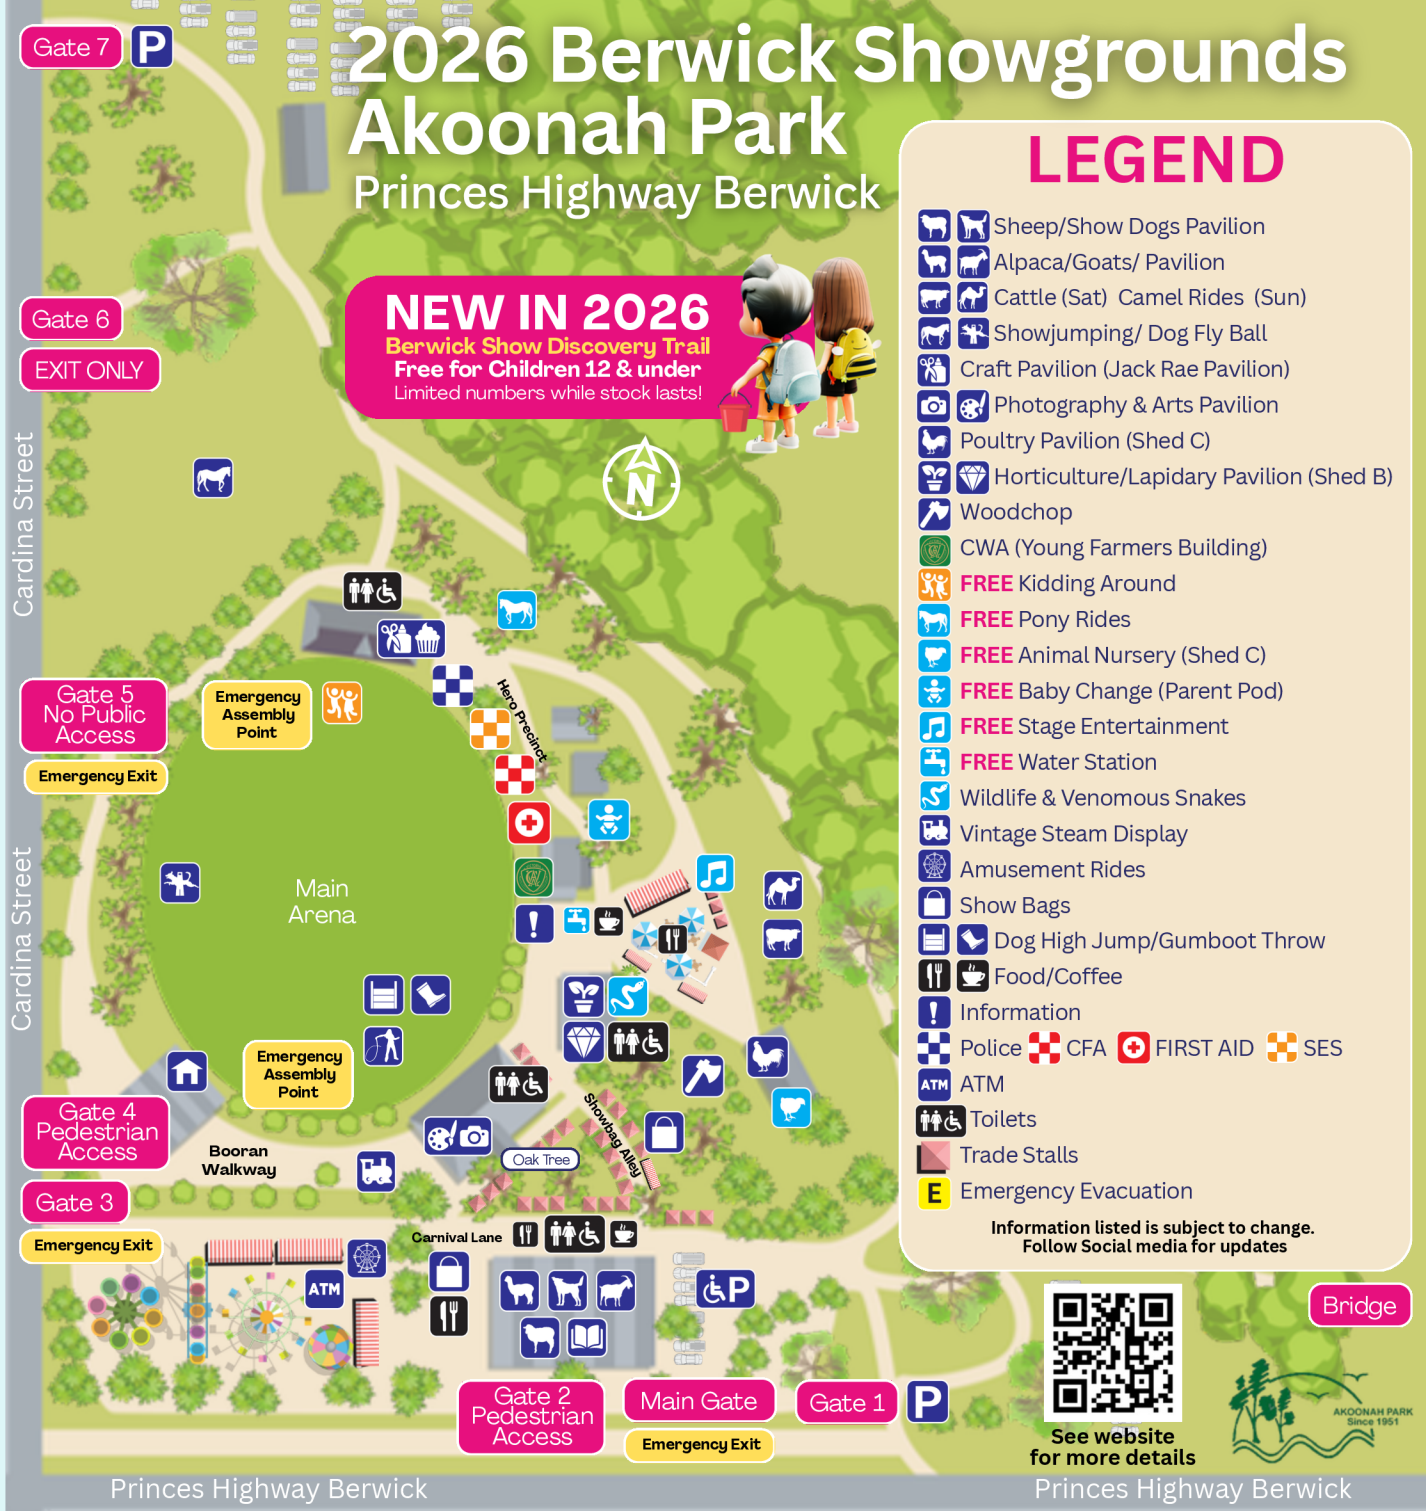 2026 Berwick Showgrounds
Akoonah Park
Princes Highway Berwick
Gate 7
P
Gate 6
EXIT ONLY
NEW IN 2026
Berwick Show Discovery Trail
Free for Children 12 & under
Limited numbers while stock lasts!
N
Cardina Street
Gate 5
No Public
Access
Emergency Exit
Emergency
Assembly
Point
Hero Precinct
Main
Arena
Cardina Street
!
Emergency
Assembly
Point
Gate 4
Pedestrian
Access
Booran
Walkway
Showbag Alley
Oak Tree
Gate 3
Emergency Exit
Carnival Lane
ATM
P
Gate 2
Pedestrian
Access
Main Gate
Emergency Exit
Gate 1
P
Princes Highway Berwick
LEGEND
Sheep/Show Dogs Pavilion
Alpaca/Goats/ Pavilion
Cattle (Sat) Camel Rides (Sun)
Showjumping/ Dog Fly Ball
Craft Pavilion (Jack Rae Pavilion)
Photography & Arts Pavilion
Poultry Pavilion (Shed C)
Horticulture/Lapidary Pavilion (Shed B)
Woodchop
CWA (Young Farmers Building)
FREE Kidding Around
FREE Pony Rides
FREE Animal Nursery (Shed C)
FREE Baby Change (Parent Pod)
FREE Stage Entertainment
FREE Water Station
Wildlife & Venomous Snakes
Vintage Steam Display
Amusement Rides
Show Bags
Dog High Jump/Gumboot Throw
Food/Coffee
! Information
Police CFA FIRST AID SES
ATM ATM
Toilets
Trade Stalls
E Emergency Evacuation
Information listed is subject to change.
Follow Social media for updates
Bridge
See website
for more details
AKOONAH PARK
Since 1951
Princes Highway Berwick